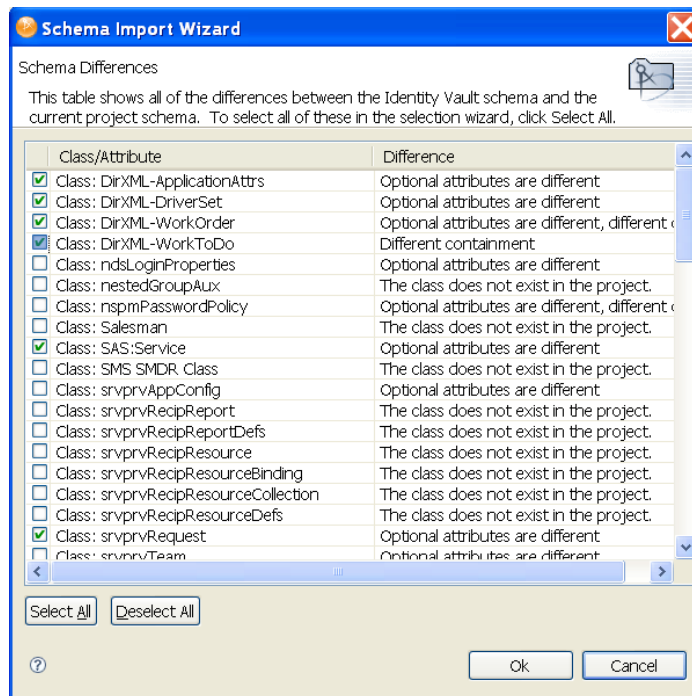 Schema Import Wizard
Schema Differences
This table shows all of the differences between the Identity Vault schema and the
current project schema. To select all of these in the selection wizard, click Select All.
Class/Attribute Difference
Class: DirXML-ApplicationAttrs Optional attributes are different
Class: DirXML-DriverSet Optional attributes are different
Class: DirXML-WorkOrder Optional attributes are different, different
Class: DirXML-WorkToDo Different containment
Class: ndsLoginProperties Optional attributes are different
Class: nestedGroupAux The class does not exist in the project.
Class: nspmPasswordPolicy Optional attributes are different, different
Class: Salesman The class does not exist in the project.
Class: SAS:Service Optional attributes are different
Class: SMS SMDR Class The class does not exist in the project.
Class: srvprvAppConfig Optional attributes are different
Class: srvprvRecipReport The class does not exist in the project.
Class: srvprvRecipReportDefs The class does not exist in the project.
Class: srvprvRecipResource The class does not exist in the project.
Class: srvprvRecipResourceBinding The class does not exist in the project.
Class: srvprvRecipResourceCollection The class does not exist in the project.
Class: srvprvRecipResourceDefs The class does not exist in the project.
Class: srvprvRequest Optional attributes are different
Class: srvprvTeam Optional attributes are different
Select All Deselect All
? Ok Cancel